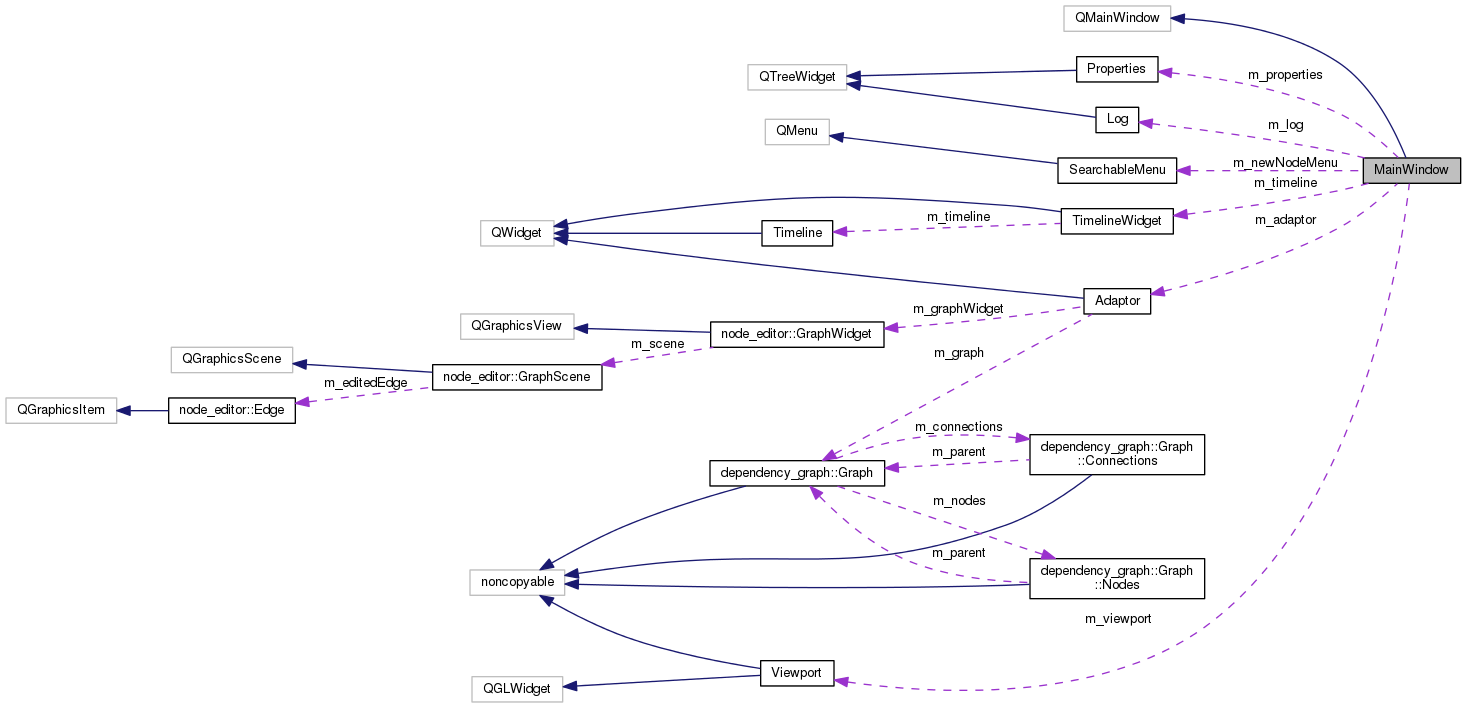 QMainWindow
Properties
m_properties
QTreeWidget
Log
m_log
QMenu
SearchableMenu
m_newNodeMenu
MainWindow
m_timeline
TimelineWidget
m_timeline
m_adaptor
QWidget
Timeline
Adaptor
m_graphWidget
QGraphicsView
node_editor::GraphWidget
m_scene
m_graph
QGraphicsScene
node_editor::GraphScene
m_editedEdge
QGraphicsItem
node_editor::Edge
m_connections
dependency_graph::Graph
::Connections
m_parent
dependency_graph::Graph
m_nodes
m_parent
dependency_graph::Graph
::Nodes
noncopyable
m_viewport
Viewport
QGLWidget